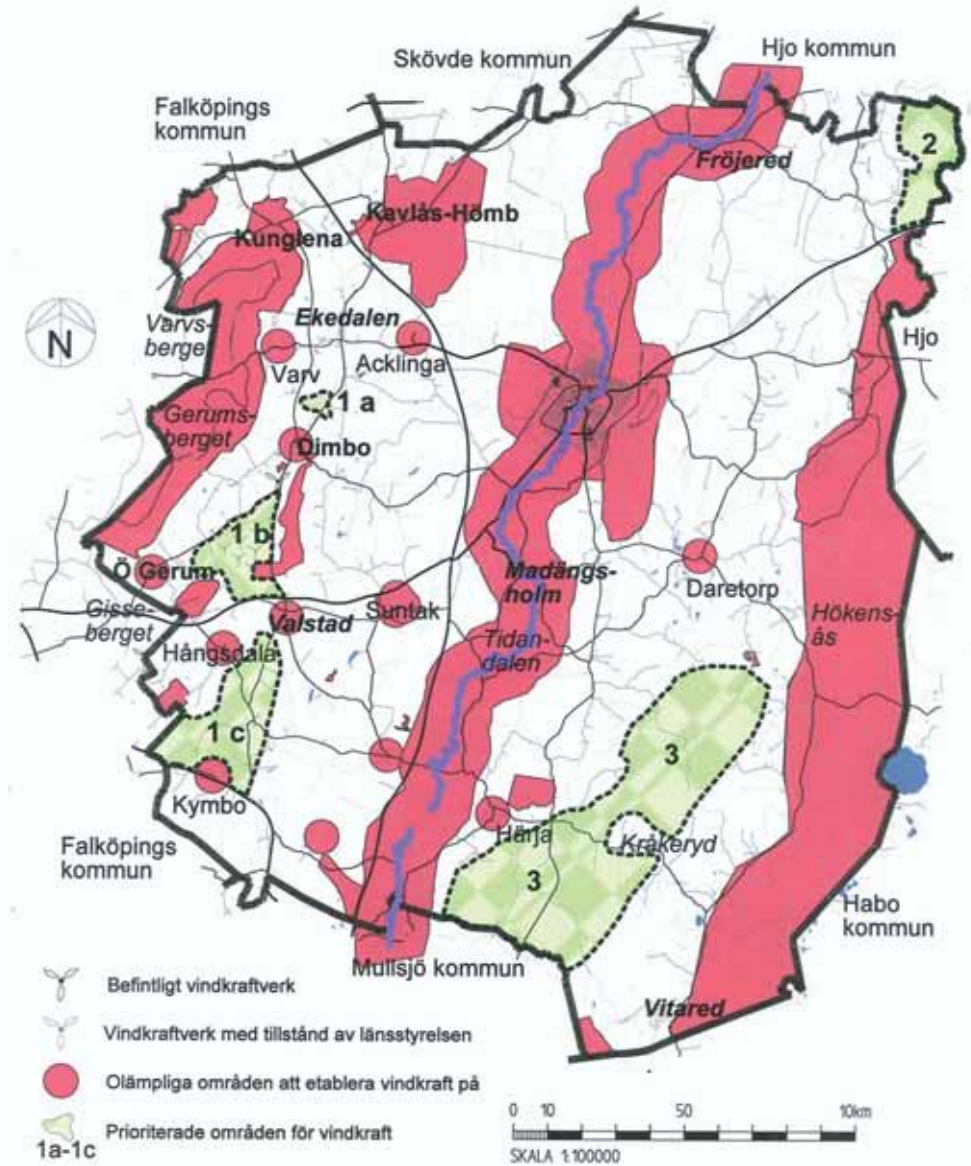 Hjo kommun
Skövde kommun
Falköpings
kommun
2
Fröjered
Kavlås-Hömb
Kunglena
N
Varvs-
berget
Ekedalen
Hjo
Varv
Acklinga
1 a
Gerums-
berget
Dimbo
1 b
Ö Gerum
Madängs-
holm
Daretorp
Gisse-
berget
Valstad
Suntak
Hökens-
ås
Hångsdala
Tidan-
dalen
1 c
3
Kymbo
Härja
Kråkeryd
Falköpings
kommun
3
Habo
kommun
Mullsjö kommun
Vitared
Befintligt vindkraftverk
Vindkraftverk med tillstånd av länsstyrelsen
Olämpliga områden att etablera vindkraft på
Prioriterade områden för vindkraft
1a-1c
0 10 50 10km
SKALA 1:100000